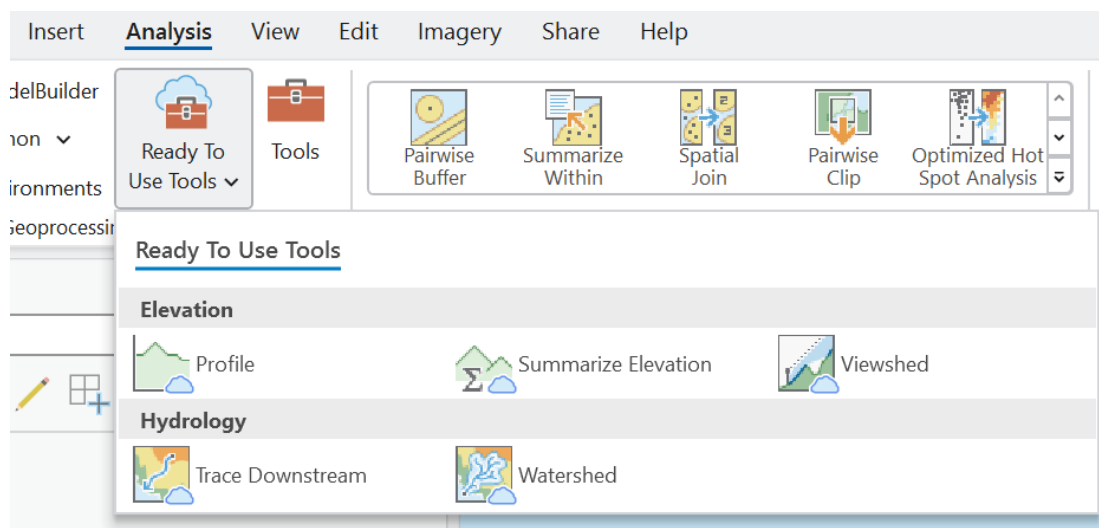 Insert Analysis View Edit Imagery Share Help
delBuilder
Ready To
Use Tools
Tools
Pairwise
Buffer
Summarize
Within
Spatial
Join
Pairwise
Clip
Optimized Hot
Spot Analysis
hon
ironments
Geoprocessin
Ready To Use Tools
Elevation
Profile Summarize Elevation Viewshed
Hydrology
Trace Downstream Watershed